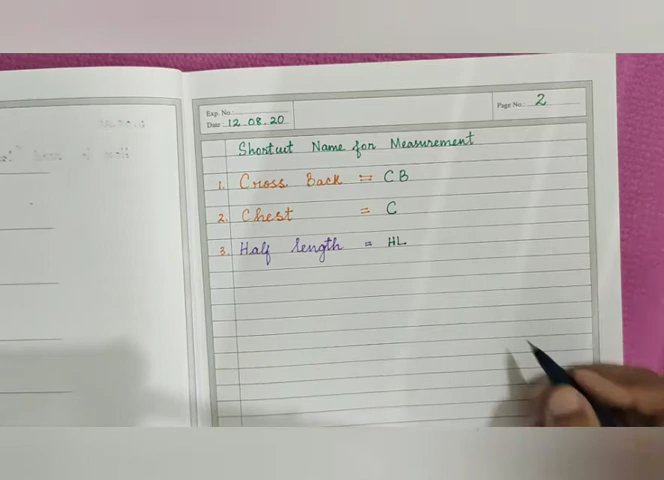 Exp. No.:
Date: 12.08.20
Page No: 2
Shortcut Name for Measurement
1. Cross Back = CB
2. Chest = C
3. Half length = HL